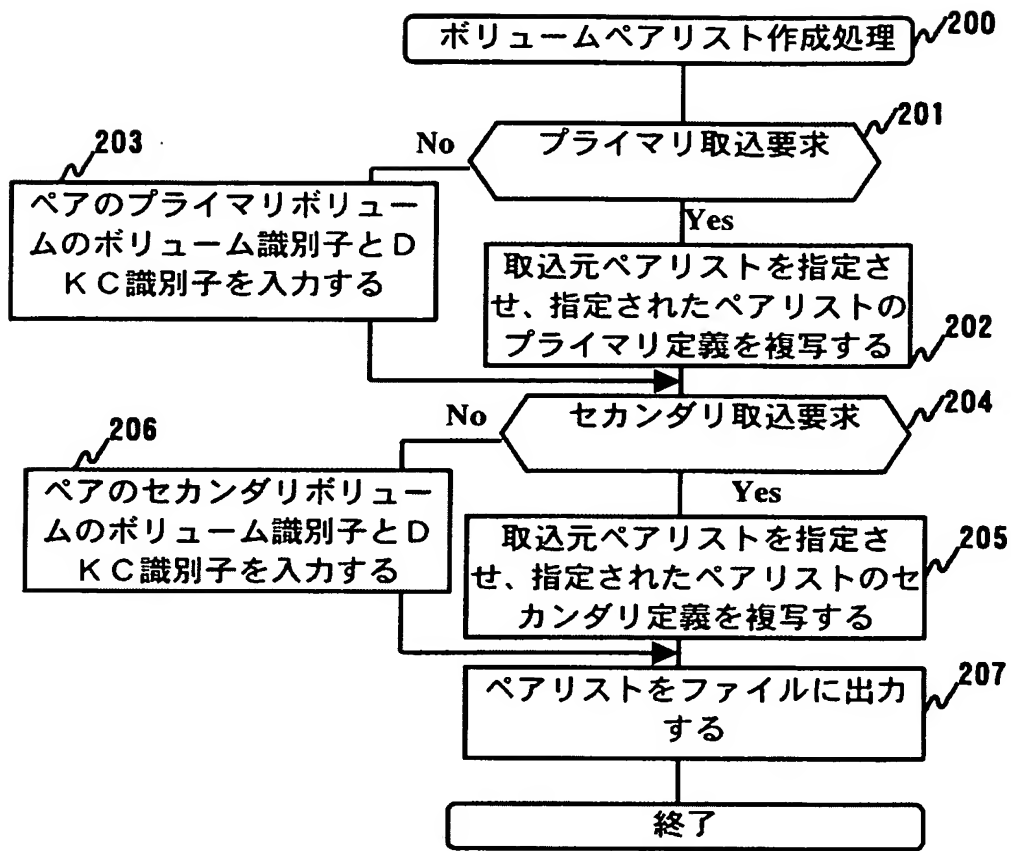 ボリュームペアリスト作成処理
200
プライマリ取込要求
201
No
Yes
203
ペアのプライマリボリュー
ムのボリューム識別子とD
KC識別子を入力する
取込元ペアリストを指定さ
せ、指定されたペアリストの
プライマリ定義を複写する
202
セカンダリ取込要求
204
No
Yes
206
ペアのセカンダリボリュー
ムのボリューム識別子とD
KC識別子を入力する
取込元ペアリストを指定さ
せ、指定されたペアリストのセ
カンダリ定義を複写する
205
ペアリストをファイルに出力
する
207
終了